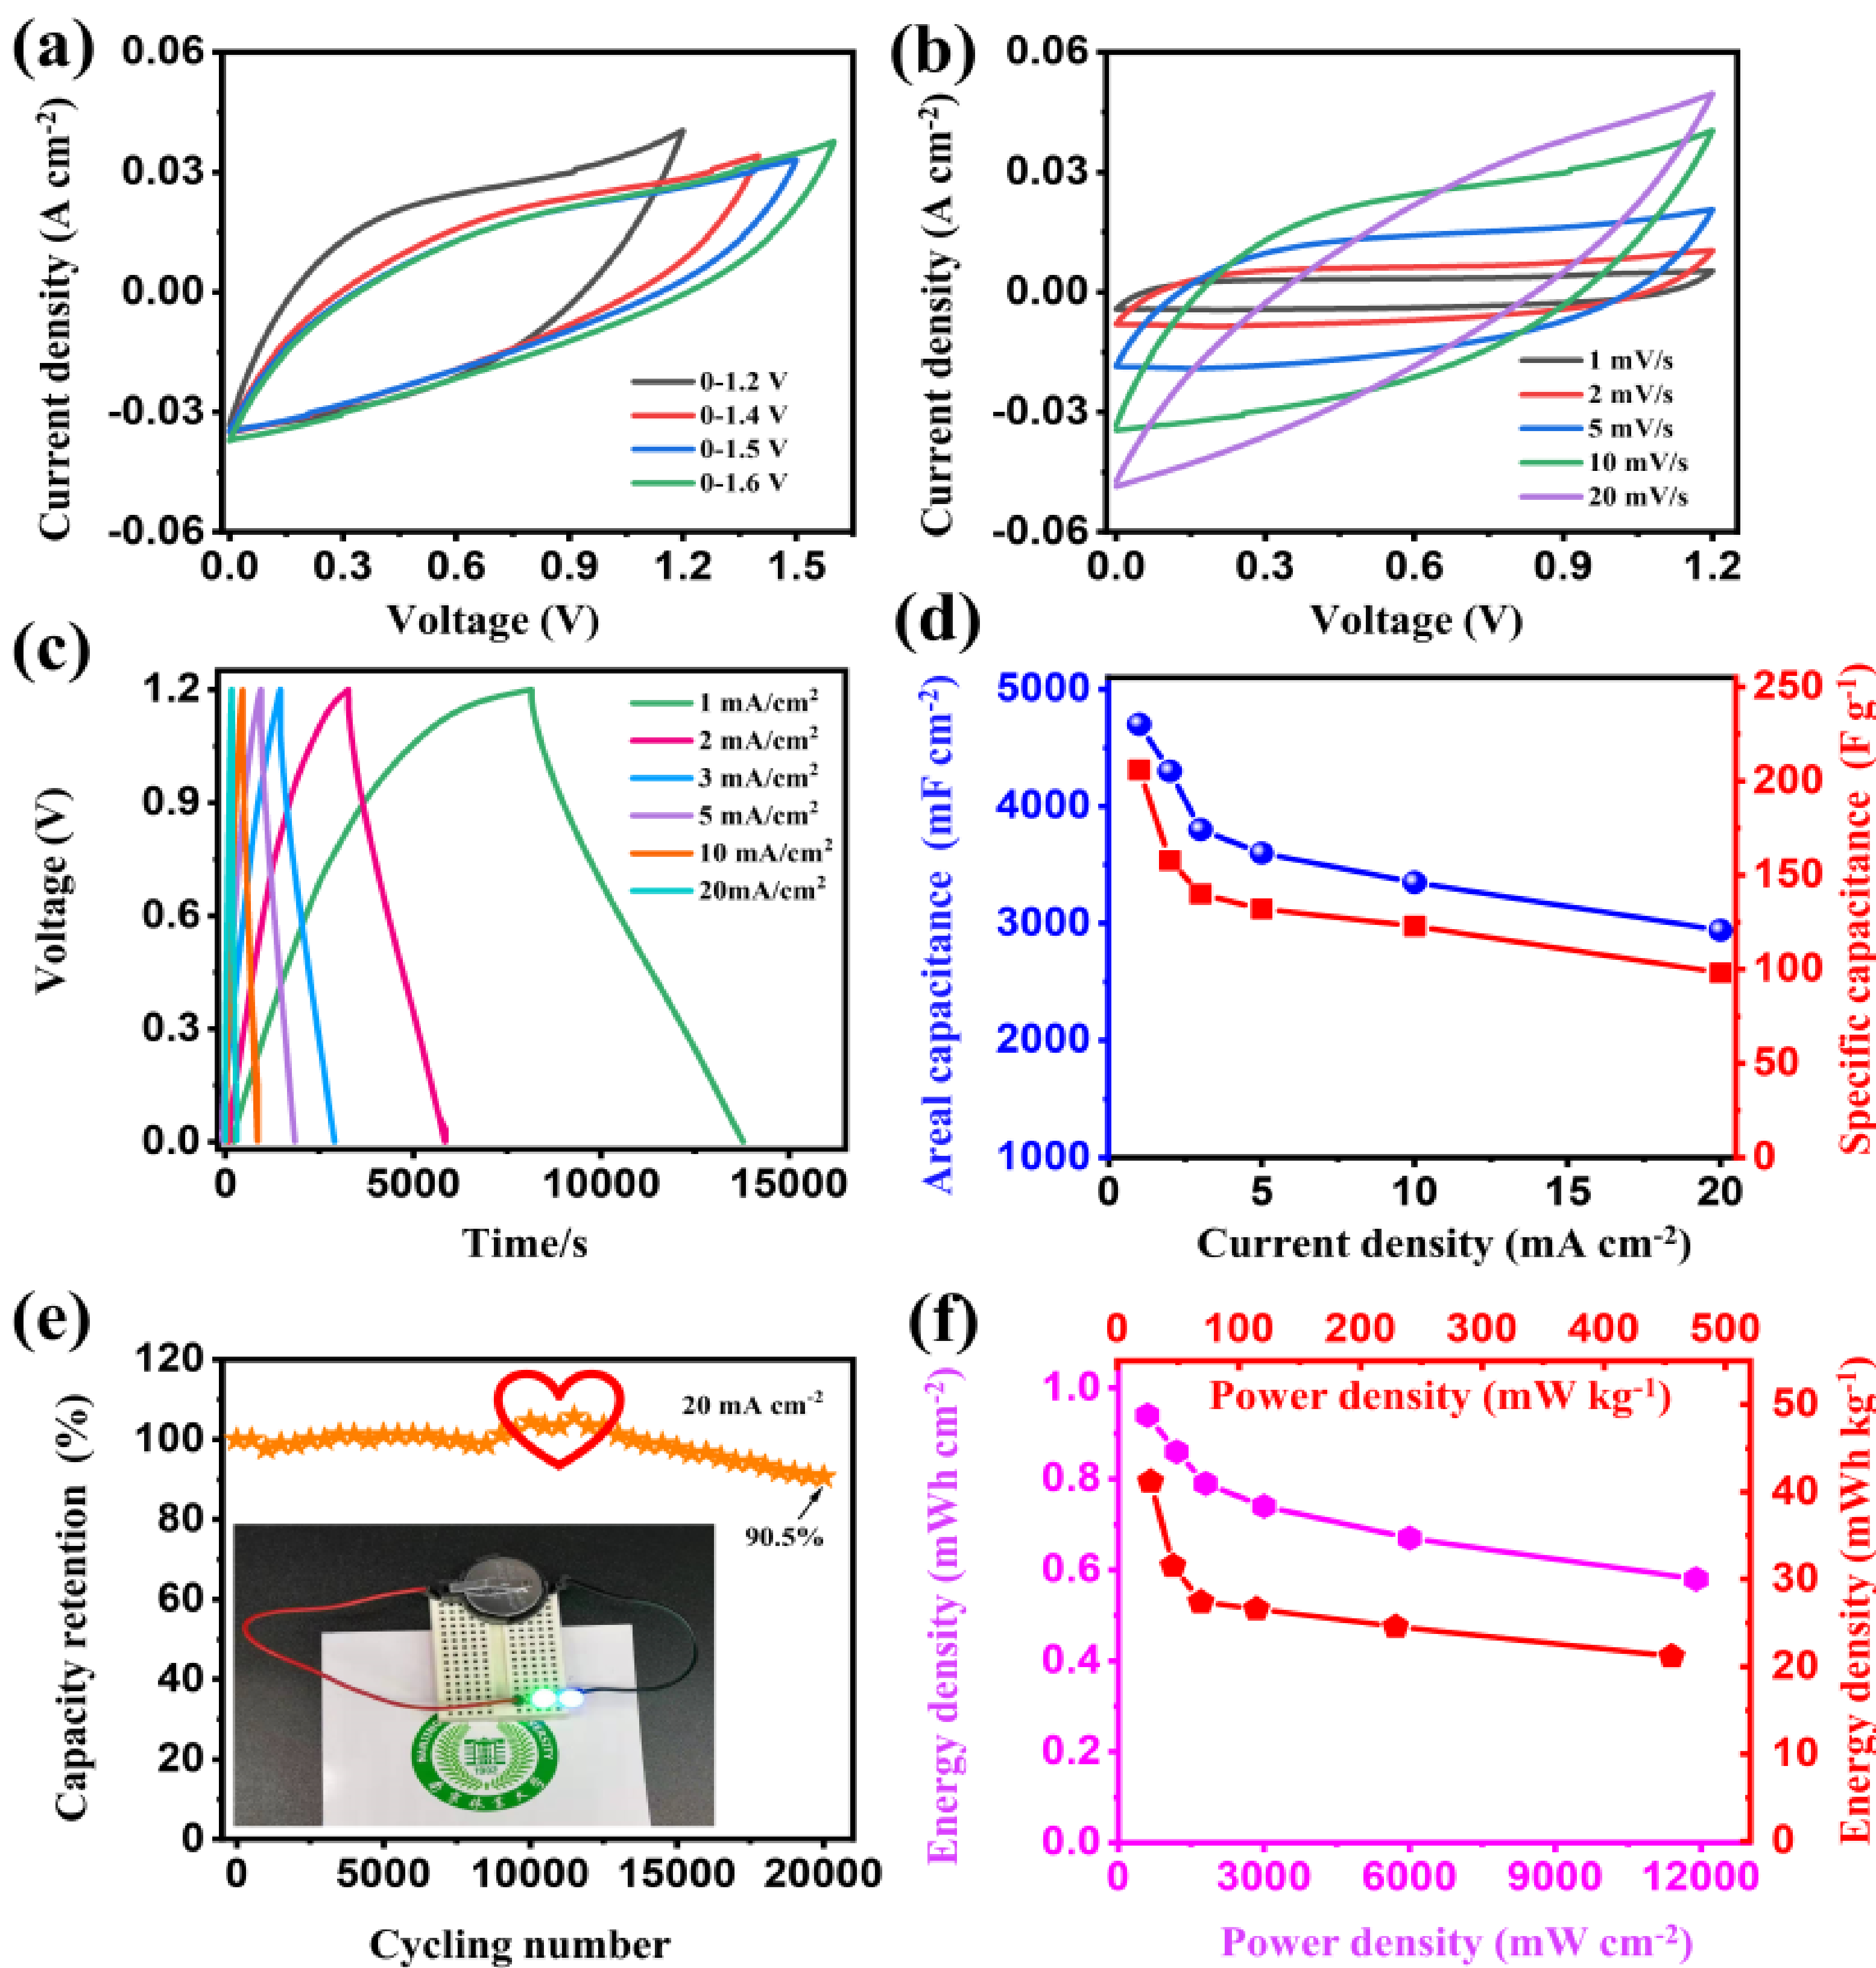 (a)
0.06
0.03
0.00
-0.03
-0.06
Current density (A cm-2)
0-1.2 V
0-1.4 V
0-1.5 V
0-1.6 V
0.0 0.3 0.6 0.9 1.2 1.5
Voltage (V)
(b)
0.06
0.03
0.00
-0.03
-0.06
Current density (A cm-2)
1 mV/s
2 mV/s
5 mV/s
10 mV/s
20 mV/s
0.0 0.3 0.6 0.9 1.2
Voltage (V)
(c)
1.2
0.9
0.6
0.3
0.0
Voltage (V)
1 mA/cm2
2 mA/cm2
3 mA/cm2
5 mA/cm2
10 mA/cm2
20mA/cm2
0 5000 10000 15000
Time/s
(d)
5000
4000
3000
2000
1000
Areal capacitance (mF cm-2)
250
200
150
100
50
0
Specific capacitance (F g-1)
0 5 10 15 20
Current density (mA cm-2)
(e)
120
100
80
60
40
20
0
Capacity retention (%)
20 mA cm-2
90.5%
1902
0 5000 10000 15000 20000
Cycling number
(f)
0 100 200 300 400 500
Power density (mW kg-1)
1.0
0.8
0.6
0.4
0.2
0.0
Energy density (mWh cm-2)
50
40
30
20
10
0
Energy density (mWh kg-1)
0 3000 6000 9000 12000
Power density (mW cm-2)